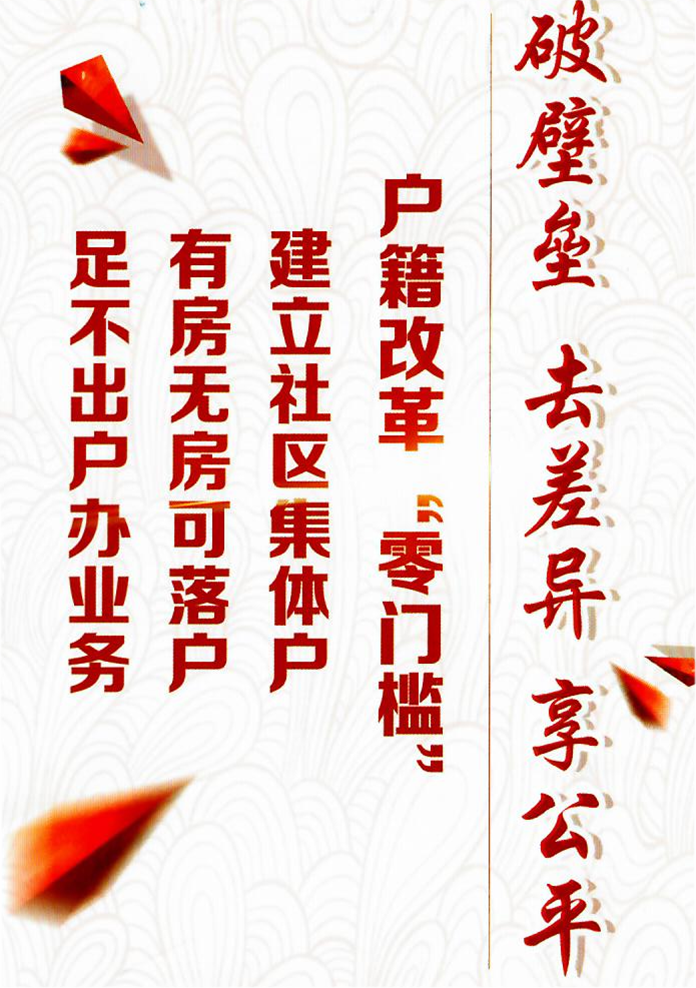 破壁垒 去差异 享公平
户籍改革 “零门槛”
建立社区集体户
有房无房可落户
足不出户办业务